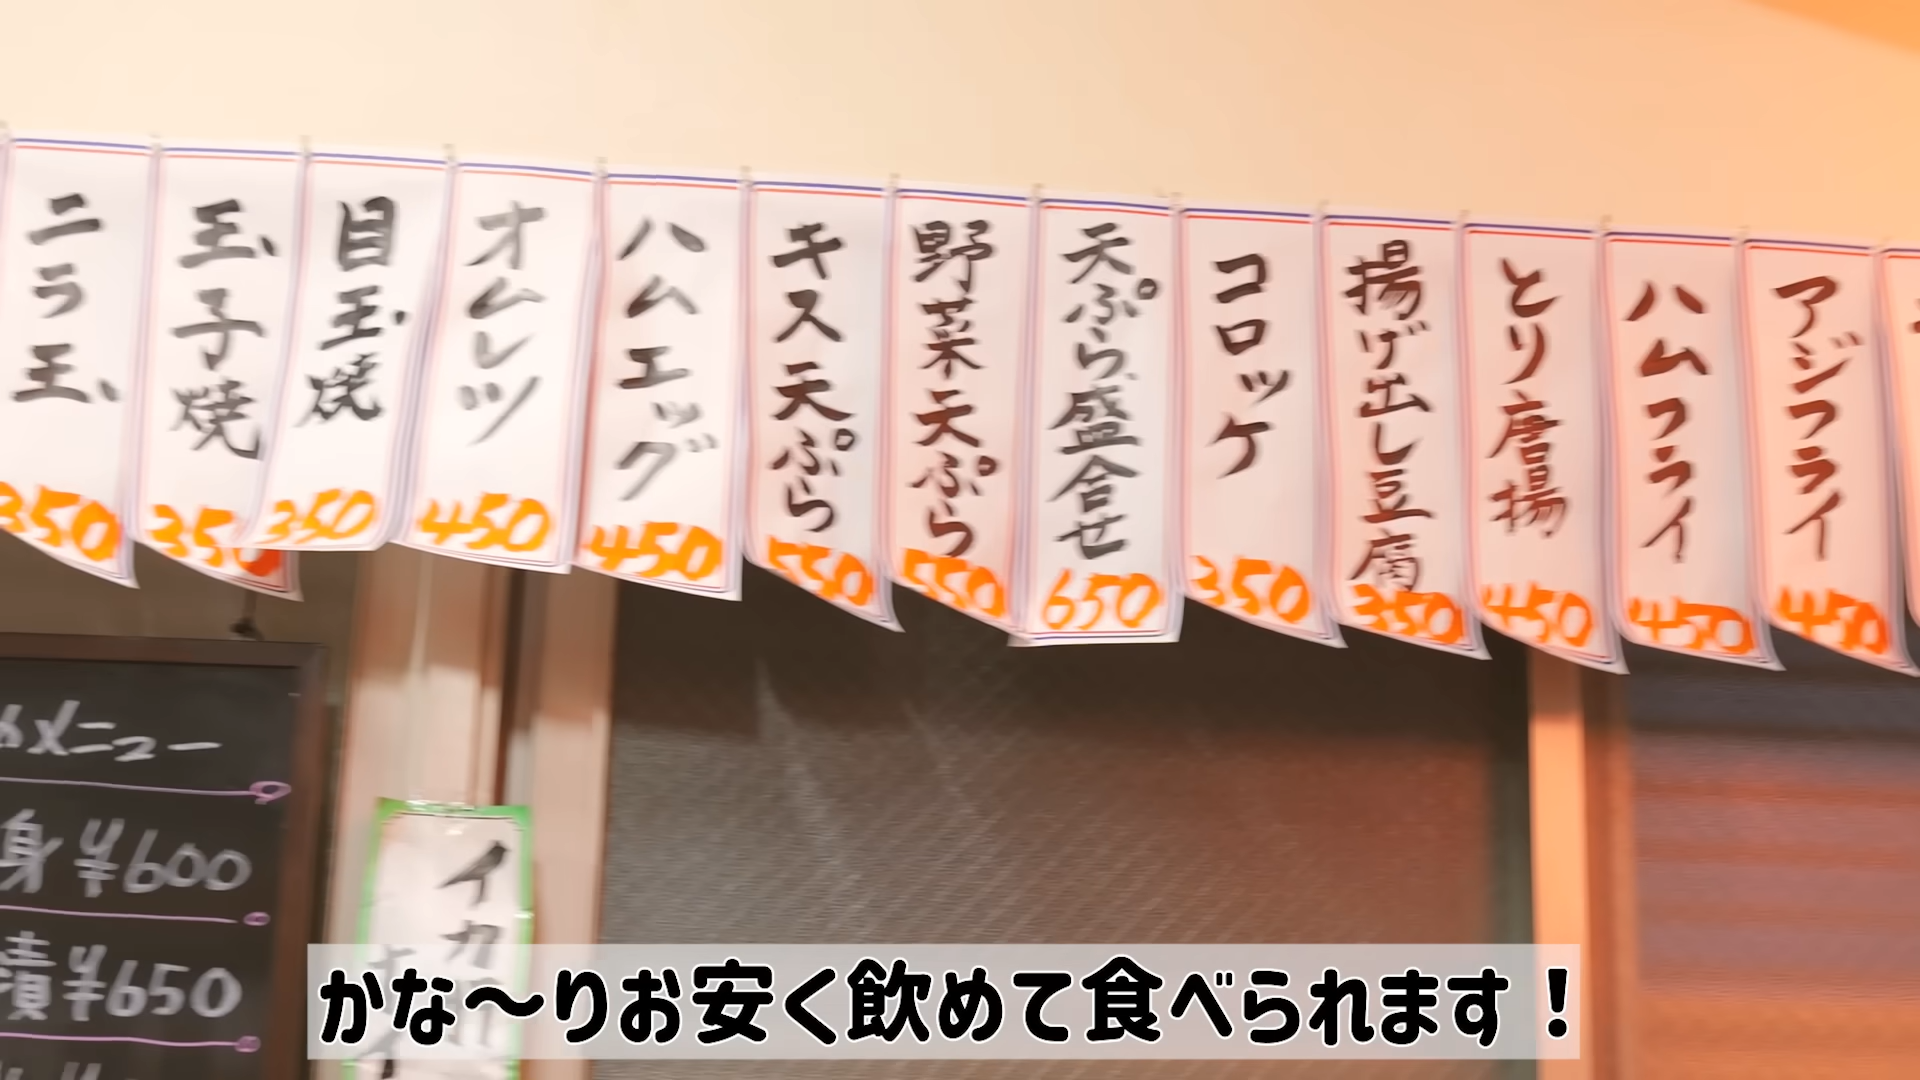 ニラ玉
350
玉子焼
350
目玉焼
350
オムレツ
450
ハムエッグ
450
キス天ぷら
550
野菜天ぷら
550
天ぷら盛合せ
650
コロッケ
350
揚げ出し豆腐
350
とり唐揚
450
ハムフライ
450
アジフライ
450
メニュー
身 ¥600
¥650
イカ
かな〜りお安く飲めて食べられます！